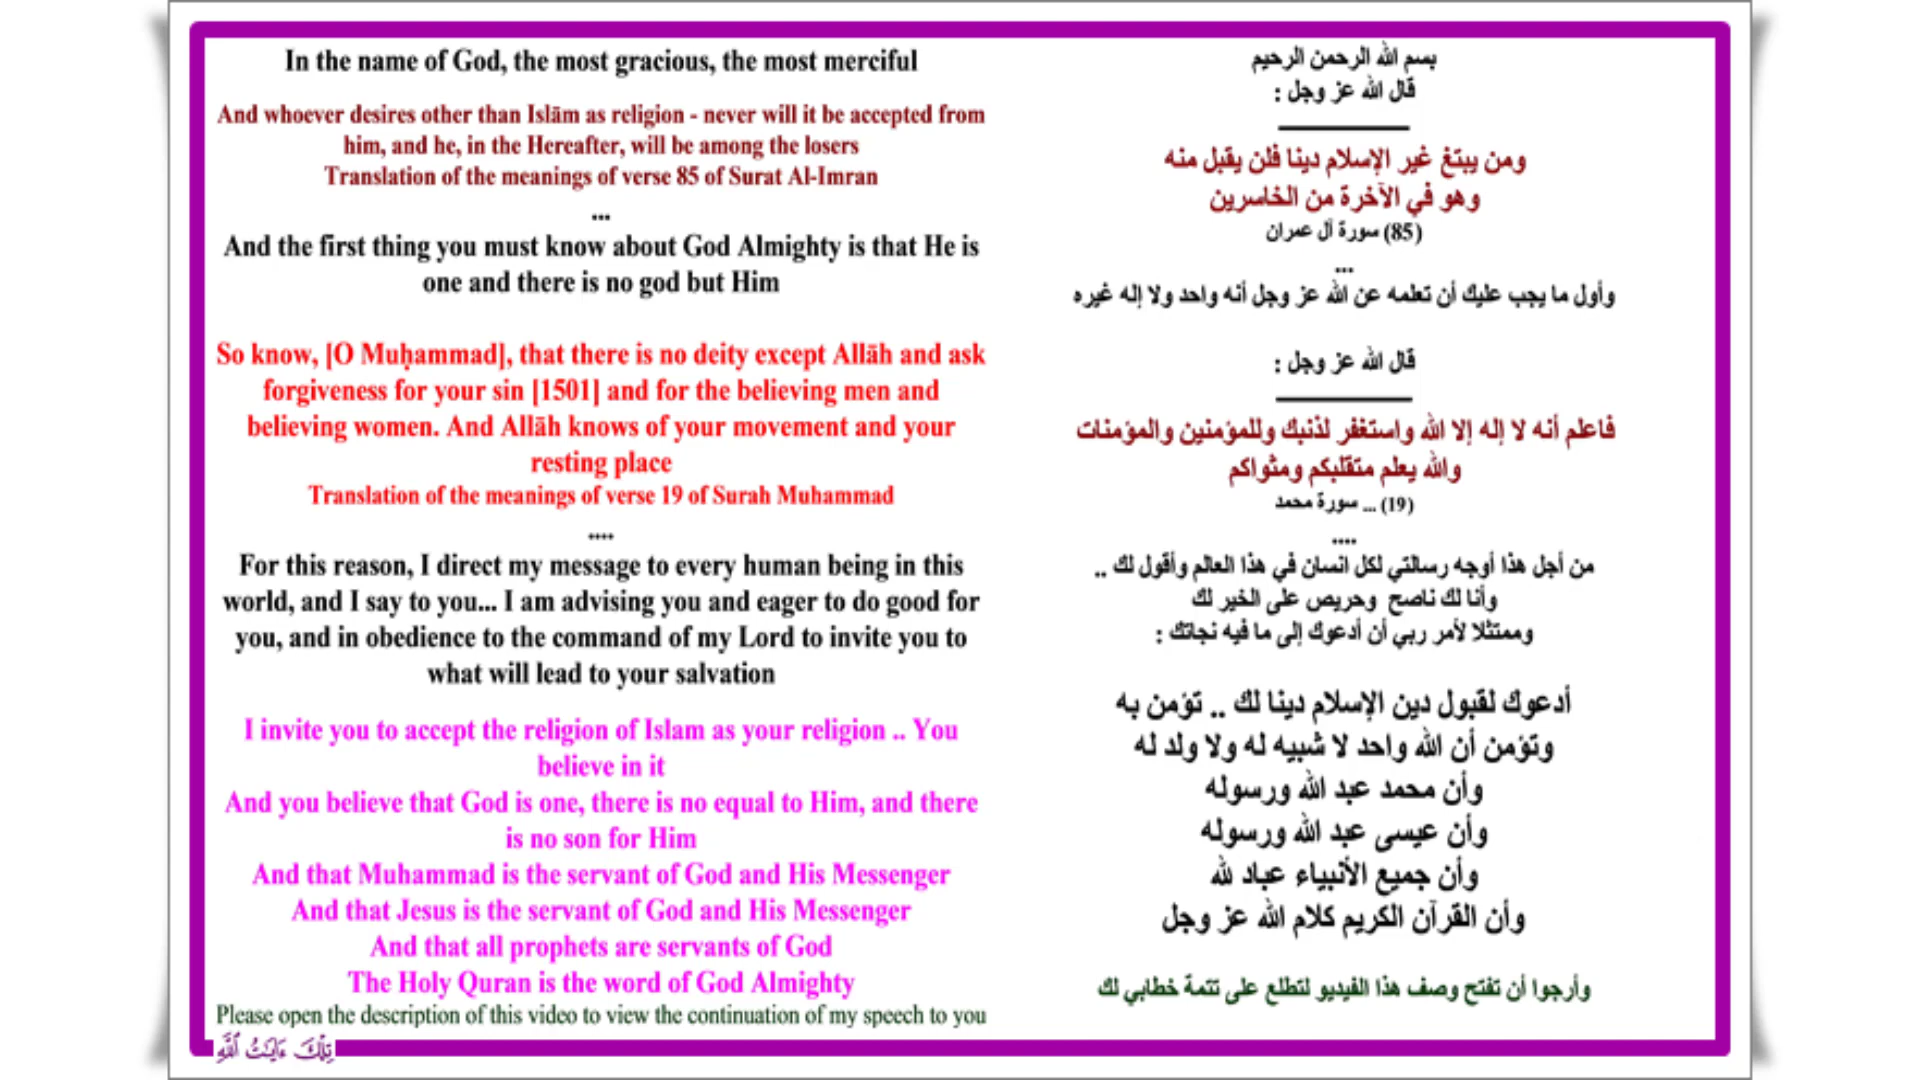 In the name of God, the most gracious, the most merciful
And whoever desires other than Islām as religion - never will it be accepted from
him, and he, in the Hereafter, will be among the losers
Translation of the meanings of verse 85 of Surat Al-Imran
...
And the first thing you must know about God Almighty is that He is
one and there is no god but Him
So know, [O Muḥammad], that there is no deity except Allāh and ask
forgiveness for your sin [1501] and for the believing men and
believing women. And Allāh knows of your movement and your
resting place
Translation of the meanings of verse 19 of Surah Muhammad
....
For this reason, I direct my message to every human being in this
world, and I say to you... I am advising you and eager to do good for
you, and in obedience to the command of my Lord to invite you to
what will lead to your salvation
I invite you to accept the religion of Islam as your religion .. You
believe in it
And you believe that God is one, there is no equal to Him, and there
is no son for Him
And that Muhammad is the servant of God and His Messenger
And that Jesus is the servant of God and His Messenger
And that all prophets are servants of God
The Holy Quran is the word of God Almighty
Please open the description of this video to view the continuation of my speech to you
تِلْكَ ءَايَٰتُ ٱللَّهِ
بسم الله الرحمن الرحيم
قال الله عز وجل :
ومن يبتغ غير الإسلام دينا فلن يقبل منه
وهو في الآخرة من الخاسرين
(85) سورة آل عمران
...
وأول ما يجب عليك أن تعلمه عن الله عز وجل أنه واحد ولا إله غيره
قال الله عز وجل :
فاعلم أنه لا إله إلا الله واستغفر لذنبك وللمؤمنين والمؤمنات
والله يعلم متقلبكم ومثواكم
(19) ... سورة محمد
....
من أجل هذا أوجه رسالتي لكل انسان في هذا العالم وأقول لك ..
وأنا لك ناصح وحريص على الخير لك
وممتثلا لأمر ربي أن أدعوك إلى ما فيه نجاتك :
أدعوك لقبول دين الإسلام دينا لك .. تؤمن به
وتؤمن أن الله واحد لا شبيه له ولا ولد له
وأن محمد عبد الله ورسوله
وأن عيسى عبد الله ورسوله
وأن جميع الأنبياء عباد لله
وأن القرآن الكريم كلام الله عز وجل
وأرجوا أن تفتح وصف هذا الفيديو لتطلع على تتمة خطابي لك